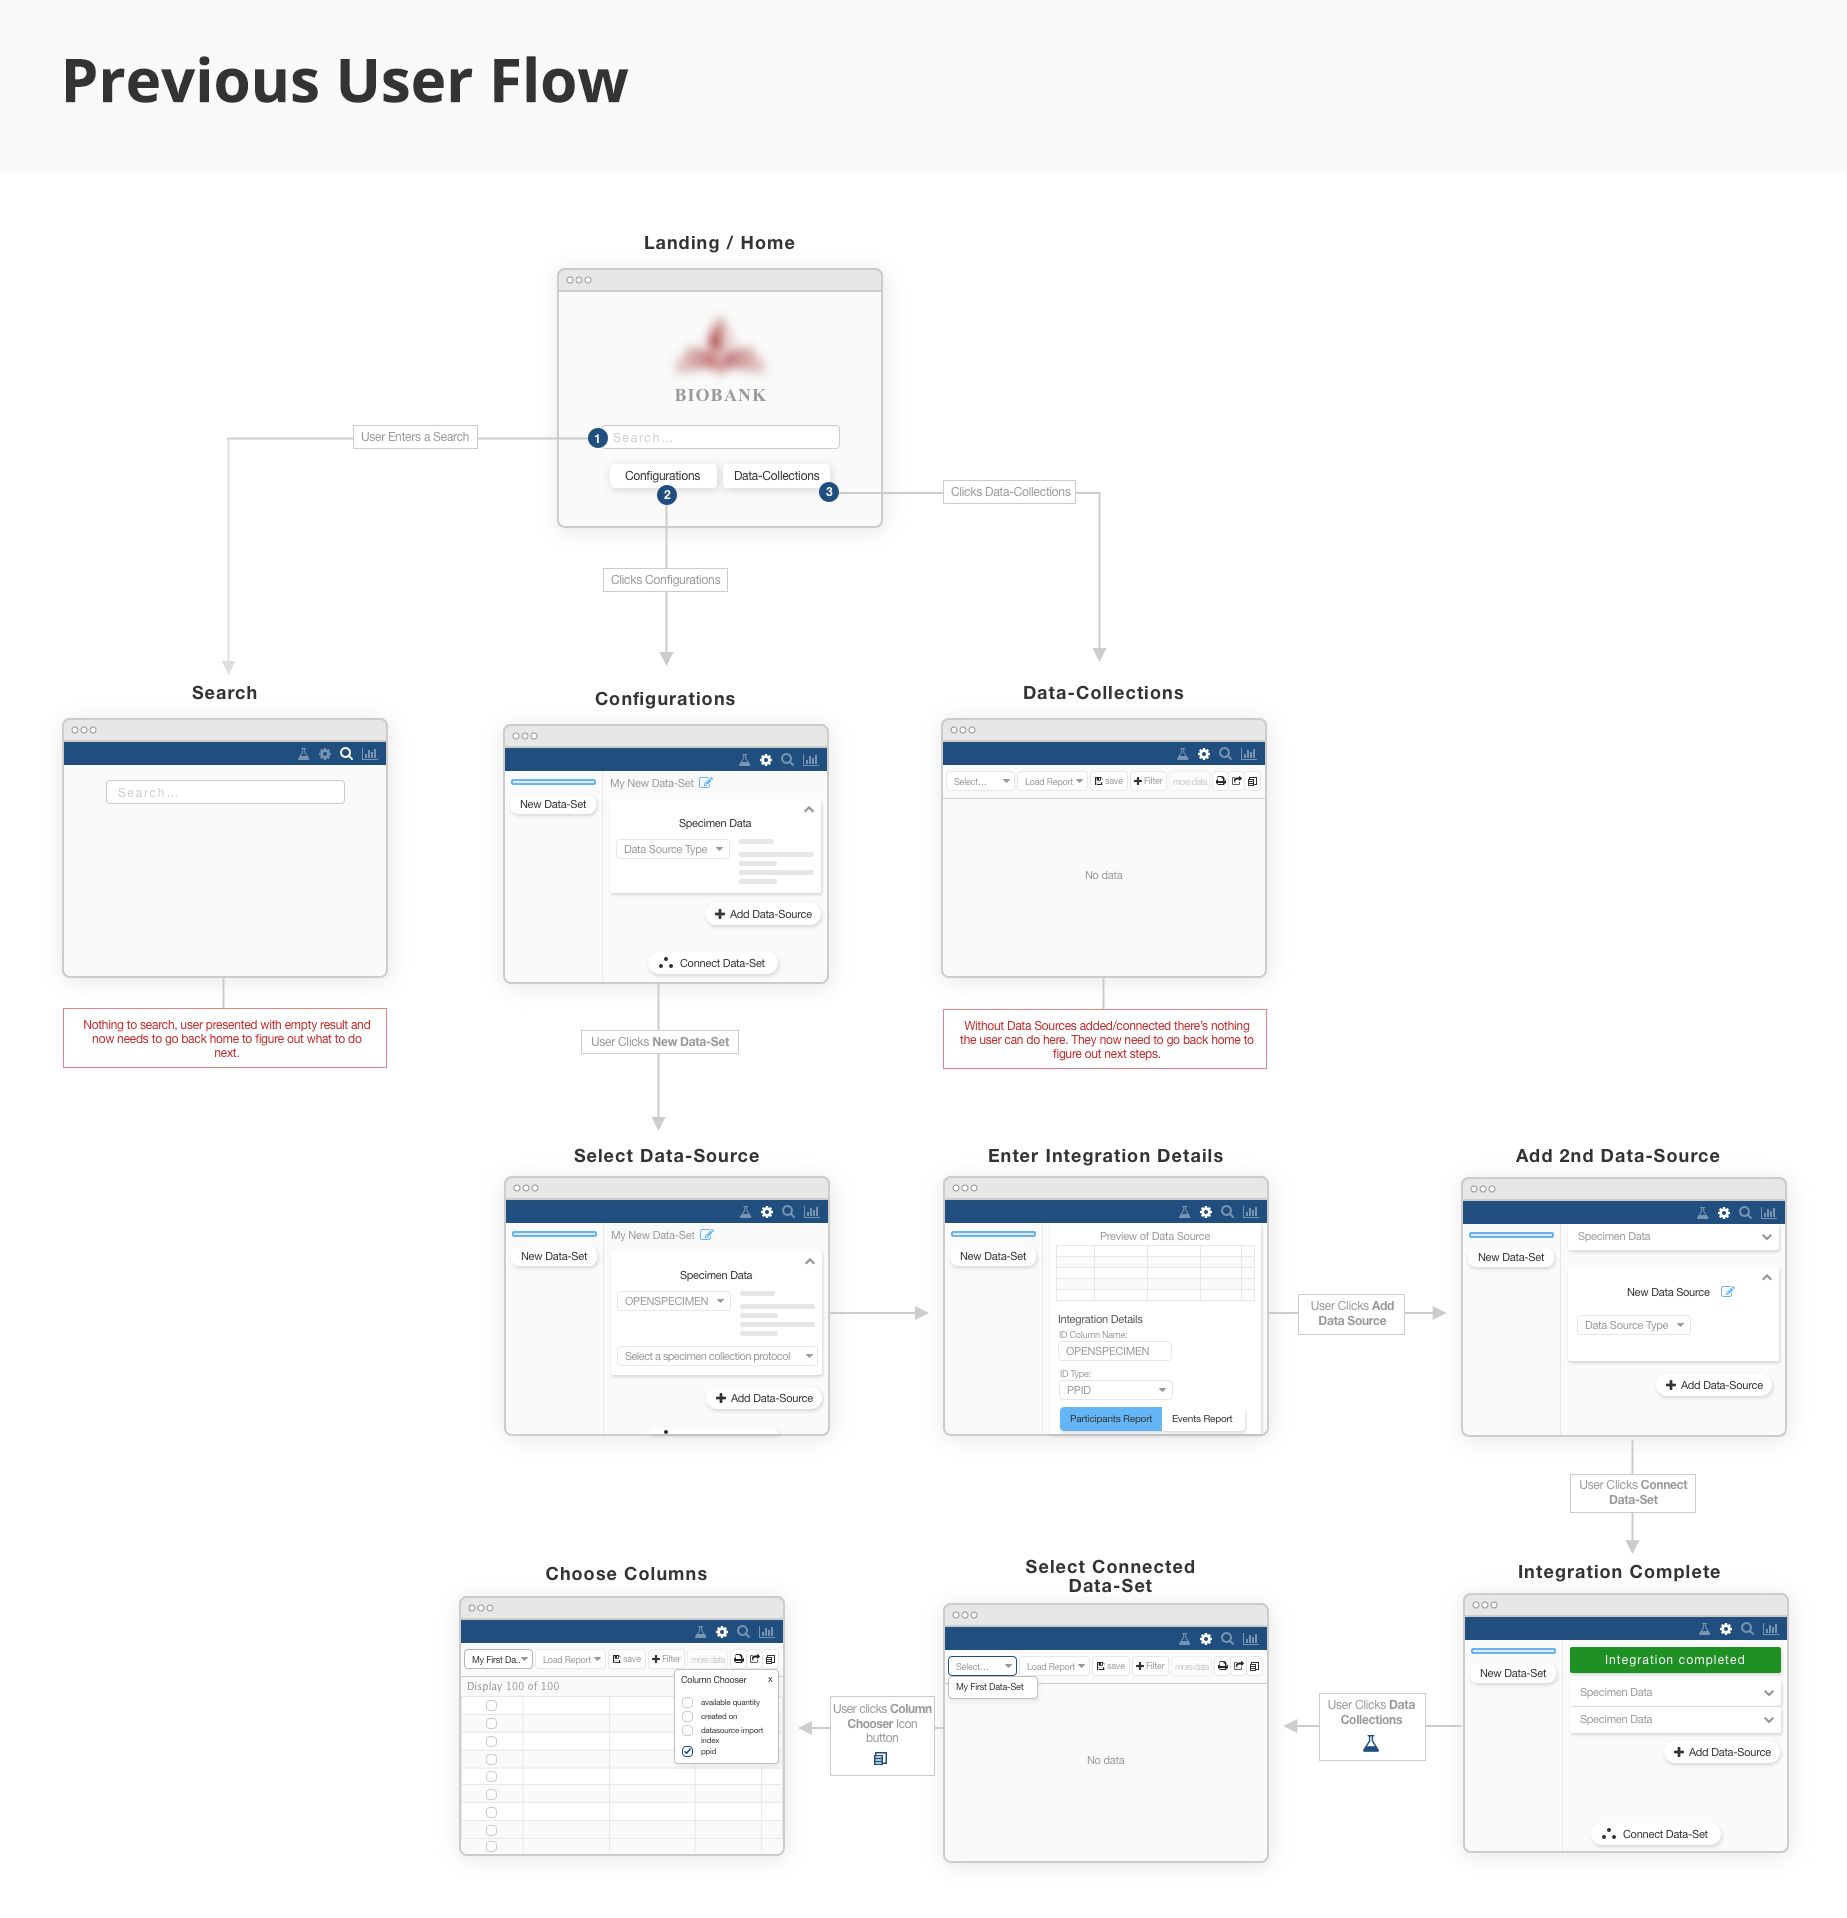 Previous User Flow
Landing / Home
BIOBANK
User Enters a Search
1
Search...
Configurations
Data-Collections
2
3
Clicks Data-Collections
Clicks Configurations
Search
Search...
Nothing to search, user presented with empty result and
now needs to go back home to figure out what to do
next.
Configurations
New Data-Set
My New Data-Set
Specimen Data
Data Source Type
Add Data-Source
Connect Data-Set
User Clicks New Data-Set
Data-Collections
Select...
Load Report
save
Filter
more data
No data
Without Data Sources added/connected there's nothing
the user can do here. They now need to go back home to
figure out next steps.
Select Data-Source
New Data-Set
My New Data-Set
Specimen Data
OPENSPECIMEN
Select a specimen collection protocol
Add Data-Source
Enter Integration Details
New Data-Set
Preview of Data Source
Integration Details
ID Column Name:
OPENSPECIMEN
ID Type:
PPID
Participants Report
Events Report
User Clicks Add
Data Source
Add 2nd Data-Source
New Data-Set
Specimen Data
New Data Source
Data Source Type
Add Data-Source
User Clicks Connect
Data-Set
Integration Complete
New Data-Set
Integration completed
Specimen Data
Specimen Data
Add Data-Source
Connect Data-Set
User Clicks Data
Collections
Select Connected
Data-Set
Select...
Load Report
save
Filter
more data
My First Data-Set
No data
User clicks Column
Chooser Icon
button
Choose Columns
My First Da..
Load Report
save
Filter
more data
Display 100 of 100
Column Chooser
x
available quantity
created on
datasource import
index
ppid